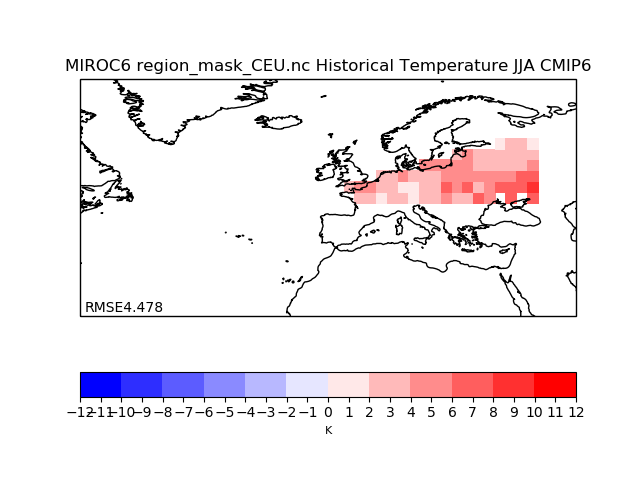 MIROC6 region_mask_CEU.nc Historical Temperature JJA CMIP6
RMSE4.478
−12 −11 −10 −9 −8 −7 −6 −5 −4 −3 −2 −1 0 1 2 3 4 5 6 7 8 9 10 11 12
K